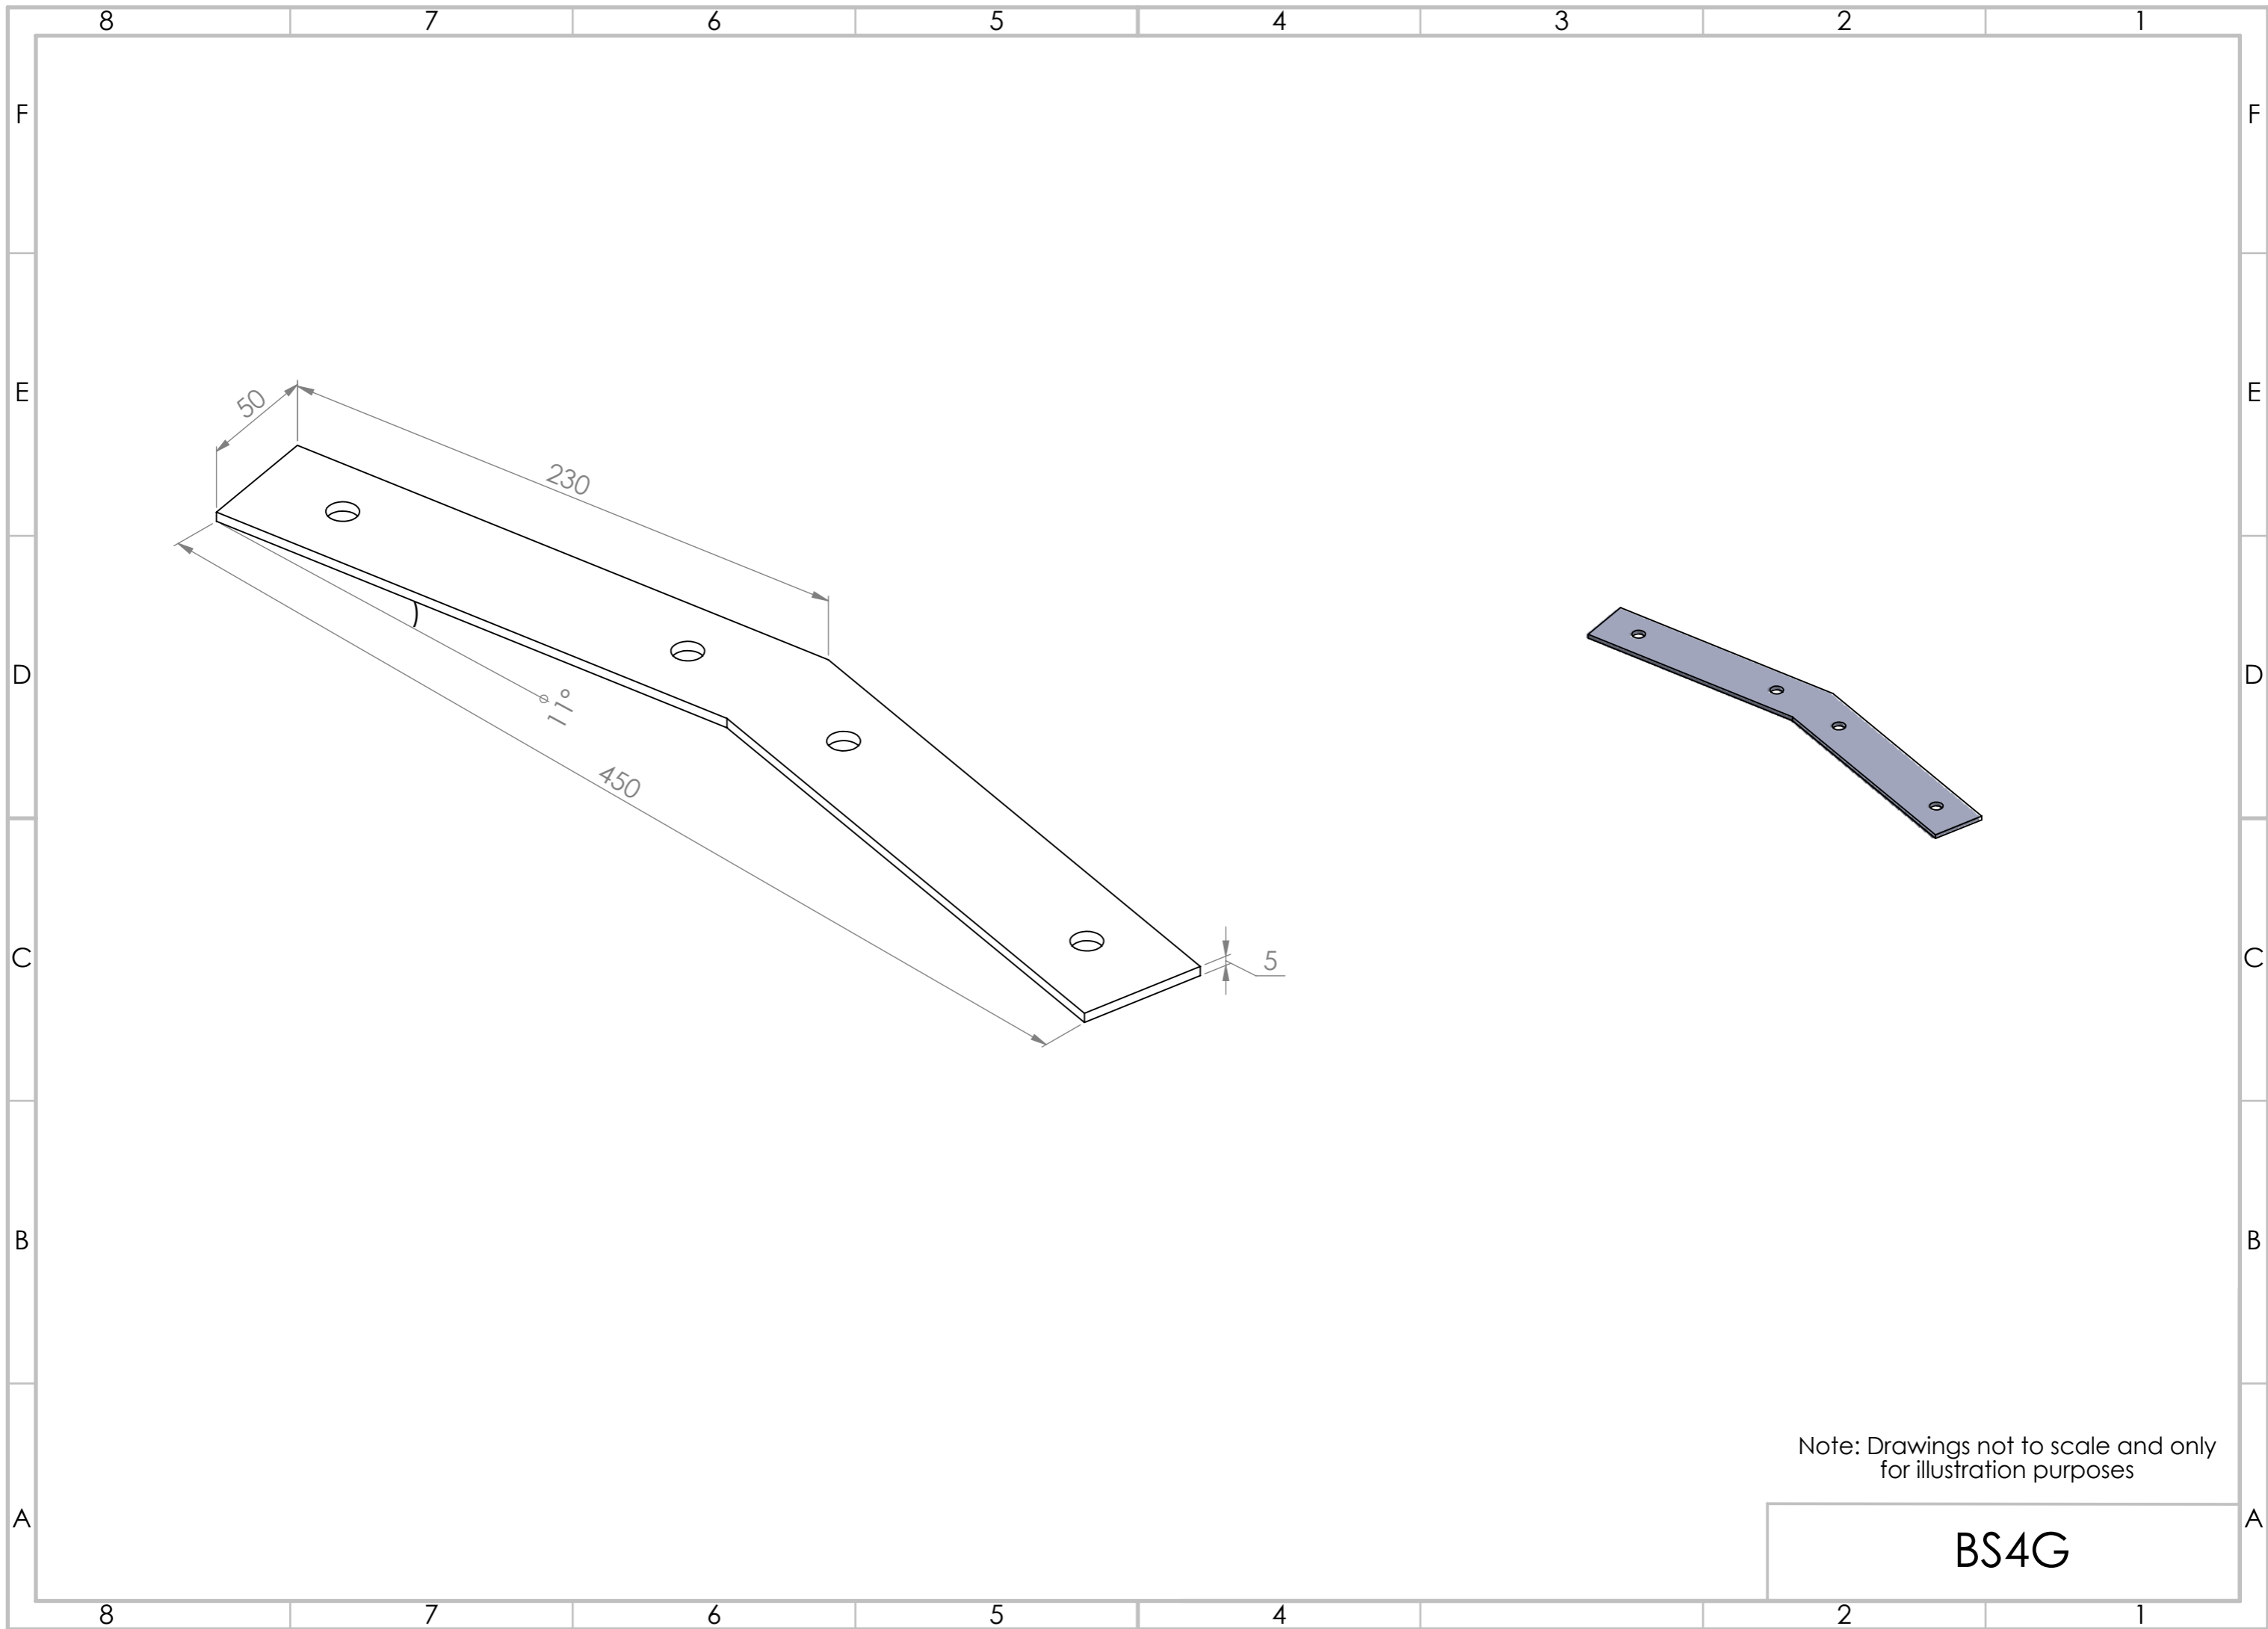 8 7 6 5 4 3 2 1
F F
E E
50
230
D D
11°
450
C C
5
B B
Note: Drawings not to scale and only
for illustration purposes
A A
BS4G
8 7 6 5 4 2 1